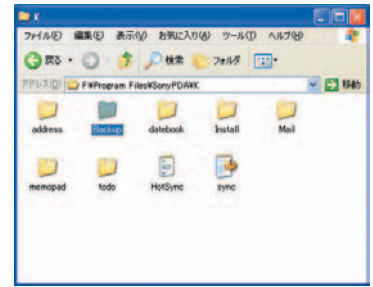 K
ファイル(F) 編集(E) 表示(V) お気に入り(A) ツール(T) ヘルプ(H)
戻る 検索 フォルダ
アドレス(D) F¥Program Files¥SonyPDA¥K 移動
address Backup datebook Install Mail
memopad todo HotSync sync